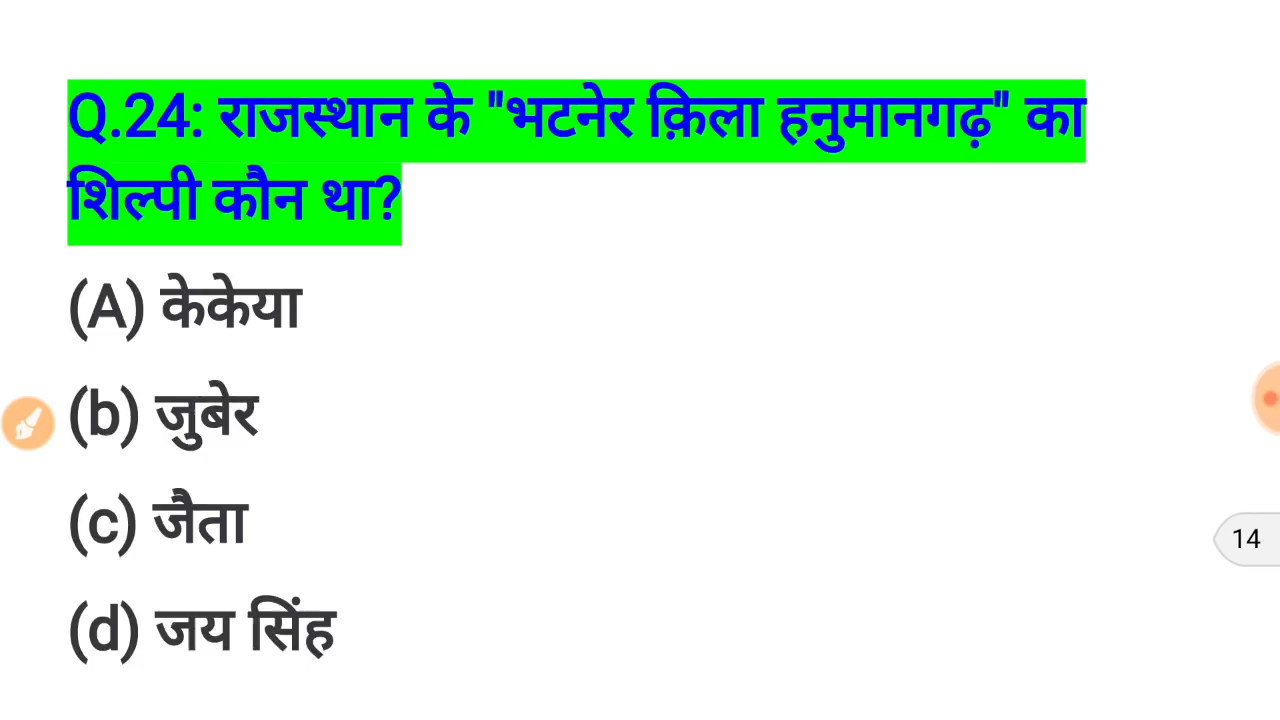 Q.24: राजस्थान के "भटनेर क़िला हनुमानगढ़" का
शिल्पी कौन था?
(A) केकेया
(b) जुबेर
(c) जैता
14
(d) जय सिंह